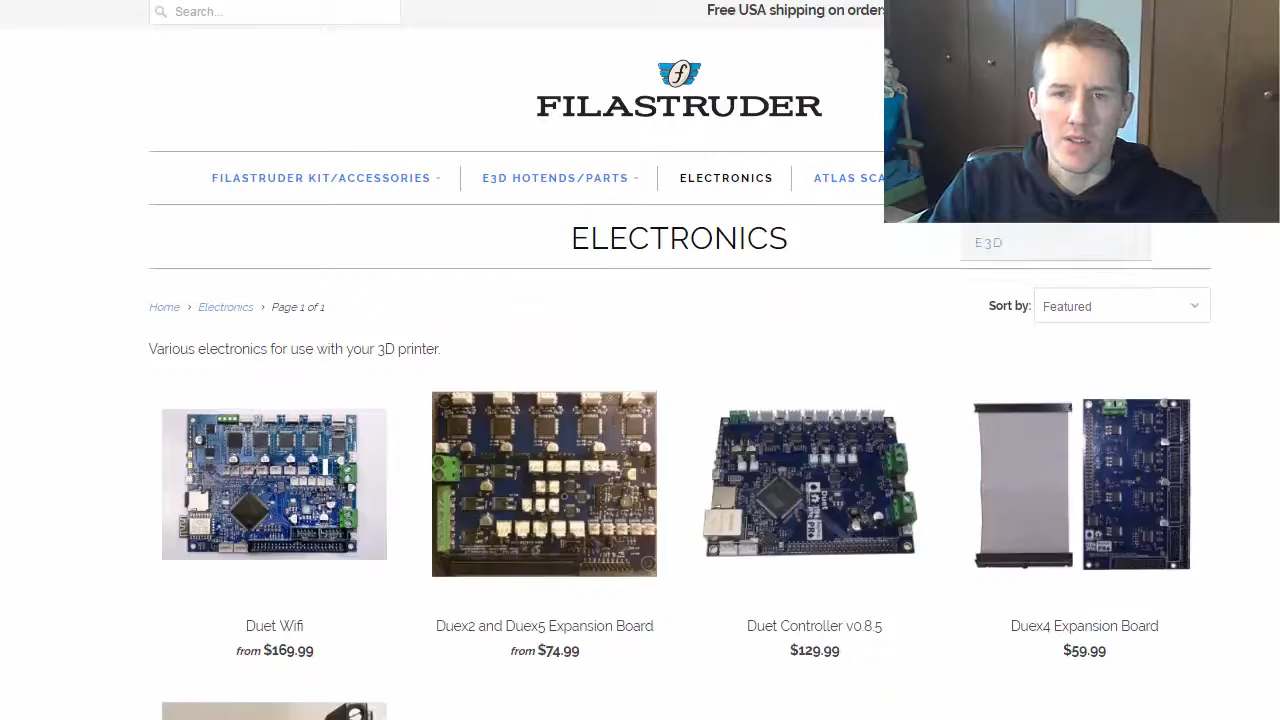 Search...
Free USA shipping on orders
f
FILASTRUDER
FILASTRUDER KIT/ACCESSORIES
E3D HOTENDS/PARTS
ELECTRONICS
ATLAS SCA
ELECTRONICS
E3D
Home › Electronics › Page 1 of 1
Sort by: Featured
Various electronics for use with your 3D printer.
Duet Wifi
from $169.99
Duex2 and Duex5 Expansion Board
from $74.99
Duet Controller v0.8.5
$129.99
Duex4 Expansion Board
$59.99